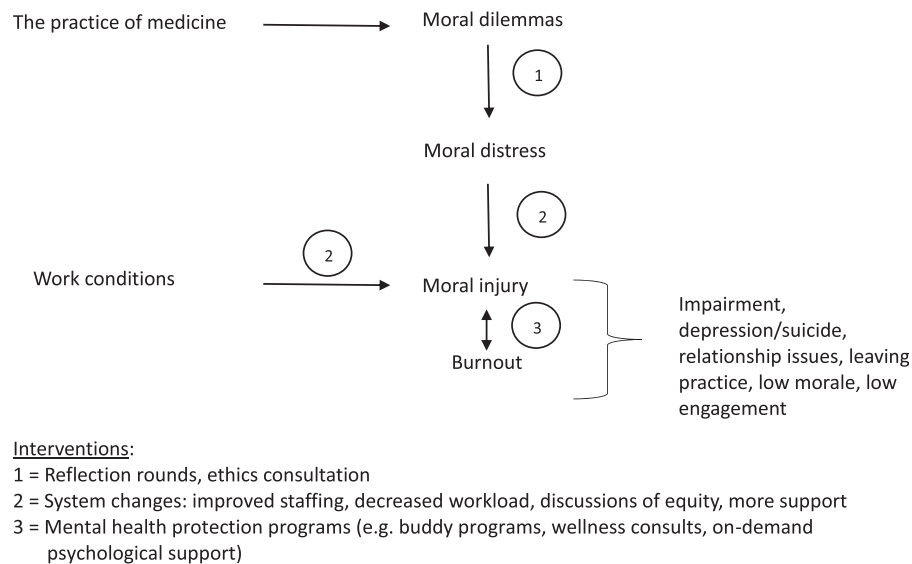 The practice of medicine
Moral dilemmas
1
Moral distress
2
2
Work conditions
Moral injury
3
Burnout
Impairment,
depression/suicide,
relationship issues, leaving
practice, low morale, low
engagement
Interventions:
1 = Reflection rounds, ethics consultation
2 = System changes: improved staffing, decreased workload, discussions of equity, more support
3 = Mental health protection programs (e.g. buddy programs, wellness consults, on-demand
psychological support)